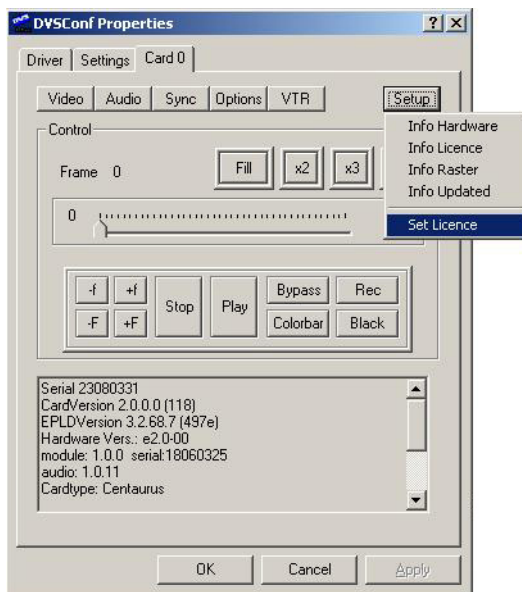 DVSConf Properties
Driver Settings Card 0
Video Audio Sync Options VTR Setup
Info Hardware
Info Licence
Info Raster
Info Updated
Set Licence
Control
Frame 0 Fill x2 x3
0
-f +f Stop Play Bypass Rec
-F +F Colorbar Black
Serial 23080331
CardVersion 2.0.0.0 (118)
EPLDVersion 3.2.68.7 (497e)
Hardware Vers.: e2.0-00
module: 1.0.0 serial:18060325
audio: 1.0.11
Cardtype: Centaurus
OK Cancel Apply